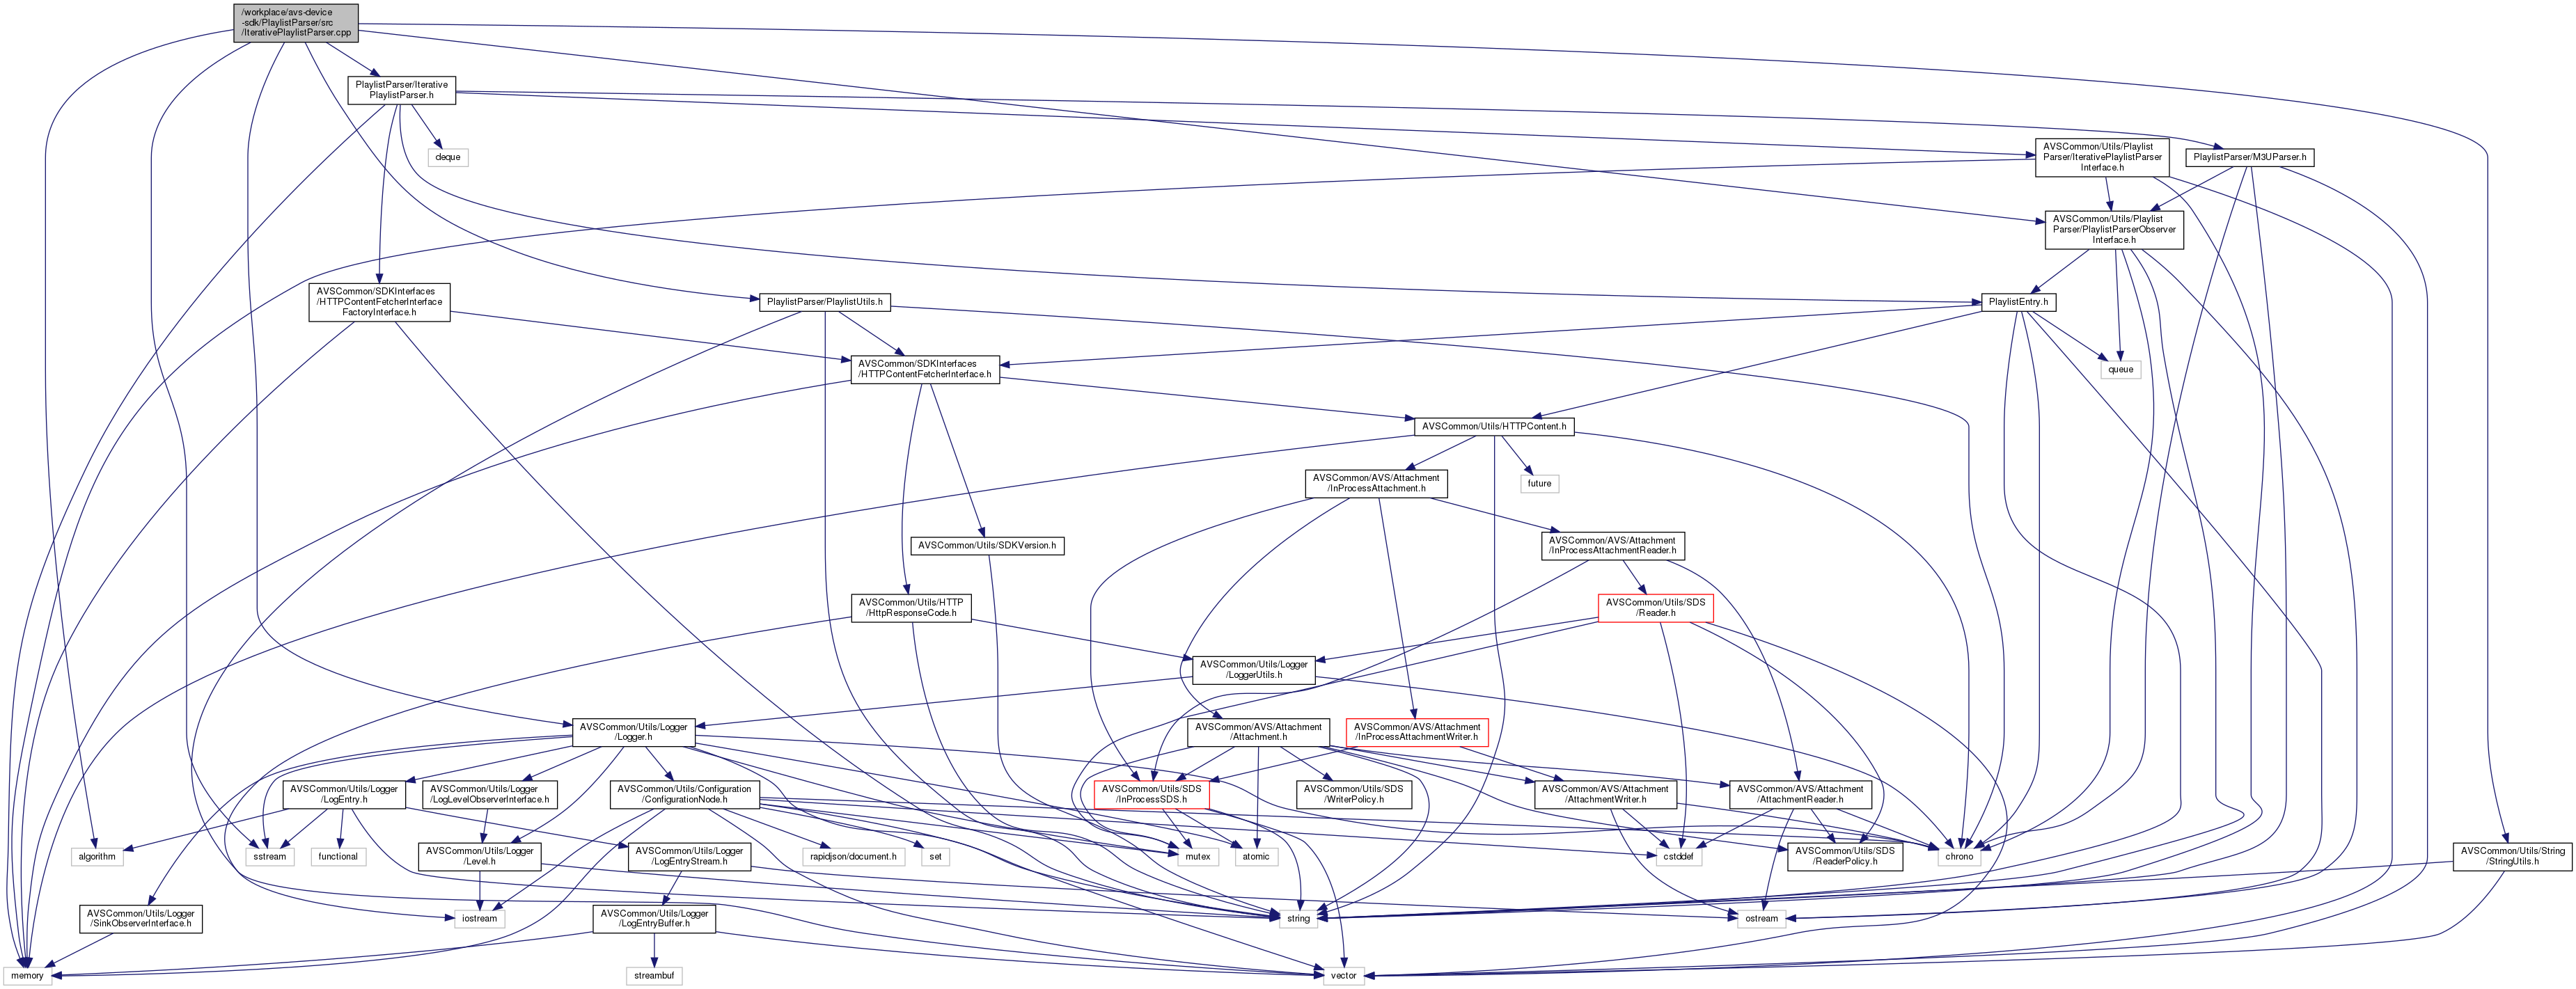 /workplace/avs-device
-sdk/PlaylistParser/src
/IterativePlaylistParser.cpp
PlaylistParser/Iterative
PlaylistParser.h
deque
AVSCommon/Utils/Playlist
Parser/IterativePlaylistParser
Interface.h
PlaylistParser/M3UParser.h
AVSCommon/Utils/Playlist
Parser/PlaylistParserObserver
Interface.h
AVSCommon/SDKInterfaces
/HTTPContentFetcherInterface
FactoryInterface.h
PlaylistParser/PlaylistUtils.h
PlaylistEntry.h
AVSCommon/SDKInterfaces
/HTTPContentFetcherInterface.h
queue
AVSCommon/Utils/HTTPContent.h
AVSCommon/AVS/Attachment
/InProcessAttachment.h
future
AVSCommon/Utils/SDKVersion.h
AVSCommon/AVS/Attachment
/InProcessAttachmentReader.h
AVSCommon/Utils/HTTP
/HttpResponseCode.h
AVSCommon/Utils/SDS
/Reader.h
AVSCommon/Utils/Logger
/LoggerUtils.h
AVSCommon/Utils/Logger
/Logger.h
AVSCommon/AVS/Attachment
/Attachment.h
AVSCommon/AVS/Attachment
/InProcessAttachmentWriter.h
AVSCommon/Utils/Logger
/LogEntry.h
AVSCommon/Utils/Logger
/LogLevelObserverInterface.h
AVSCommon/Utils/Configuration
/ConfigurationNode.h
AVSCommon/Utils/SDS
/InProcessSDS.h
AVSCommon/Utils/SDS
/WriterPolicy.h
AVSCommon/AVS/Attachment
/AttachmentWriter.h
AVSCommon/AVS/Attachment
/AttachmentReader.h
algorithm
sstream
functional
AVSCommon/Utils/Logger
/Level.h
AVSCommon/Utils/Logger
/LogEntryStream.h
rapidjson/document.h
set
mutex
atomic
cstddef
AVSCommon/Utils/SDS
/ReaderPolicy.h
chrono
AVSCommon/Utils/String
/StringUtils.h
AVSCommon/Utils/Logger
/SinkObserverInterface.h
iostream
AVSCommon/Utils/Logger
/LogEntryBuffer.h
string
ostream
memory
streambuf
vector